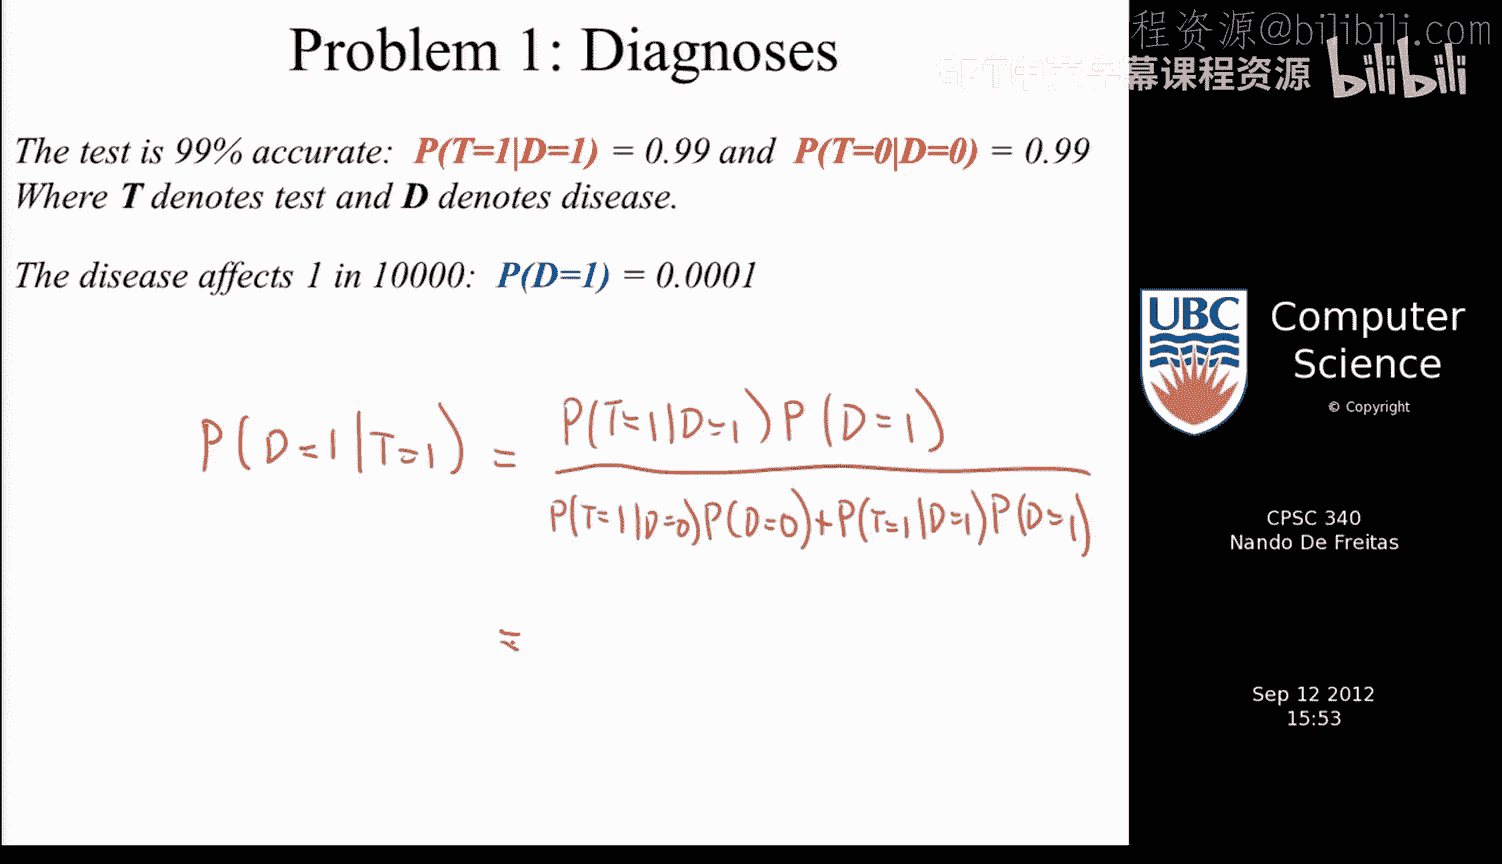 Problem 1: Diagnoses
程资源@bilibili.com
幕课程资源 bilibili
The test is 99% accurate: P(T=1|D=1) = 0.99 and P(T=0|D=0) = 0.99
Where T denotes test and D denotes disease.
The disease affects 1 in 10000: P(D=1) = 0.0001
P(D=1|T=1) = P(T=1|D=1)P(D=1)
P(T=1|D=0)P(D=0)+P(T=1|D=1)P(D=1)
=
UBC
Computer
Science
© Copyright
CPSC 340
Nando De Freitas
Sep 12 2012
15:53